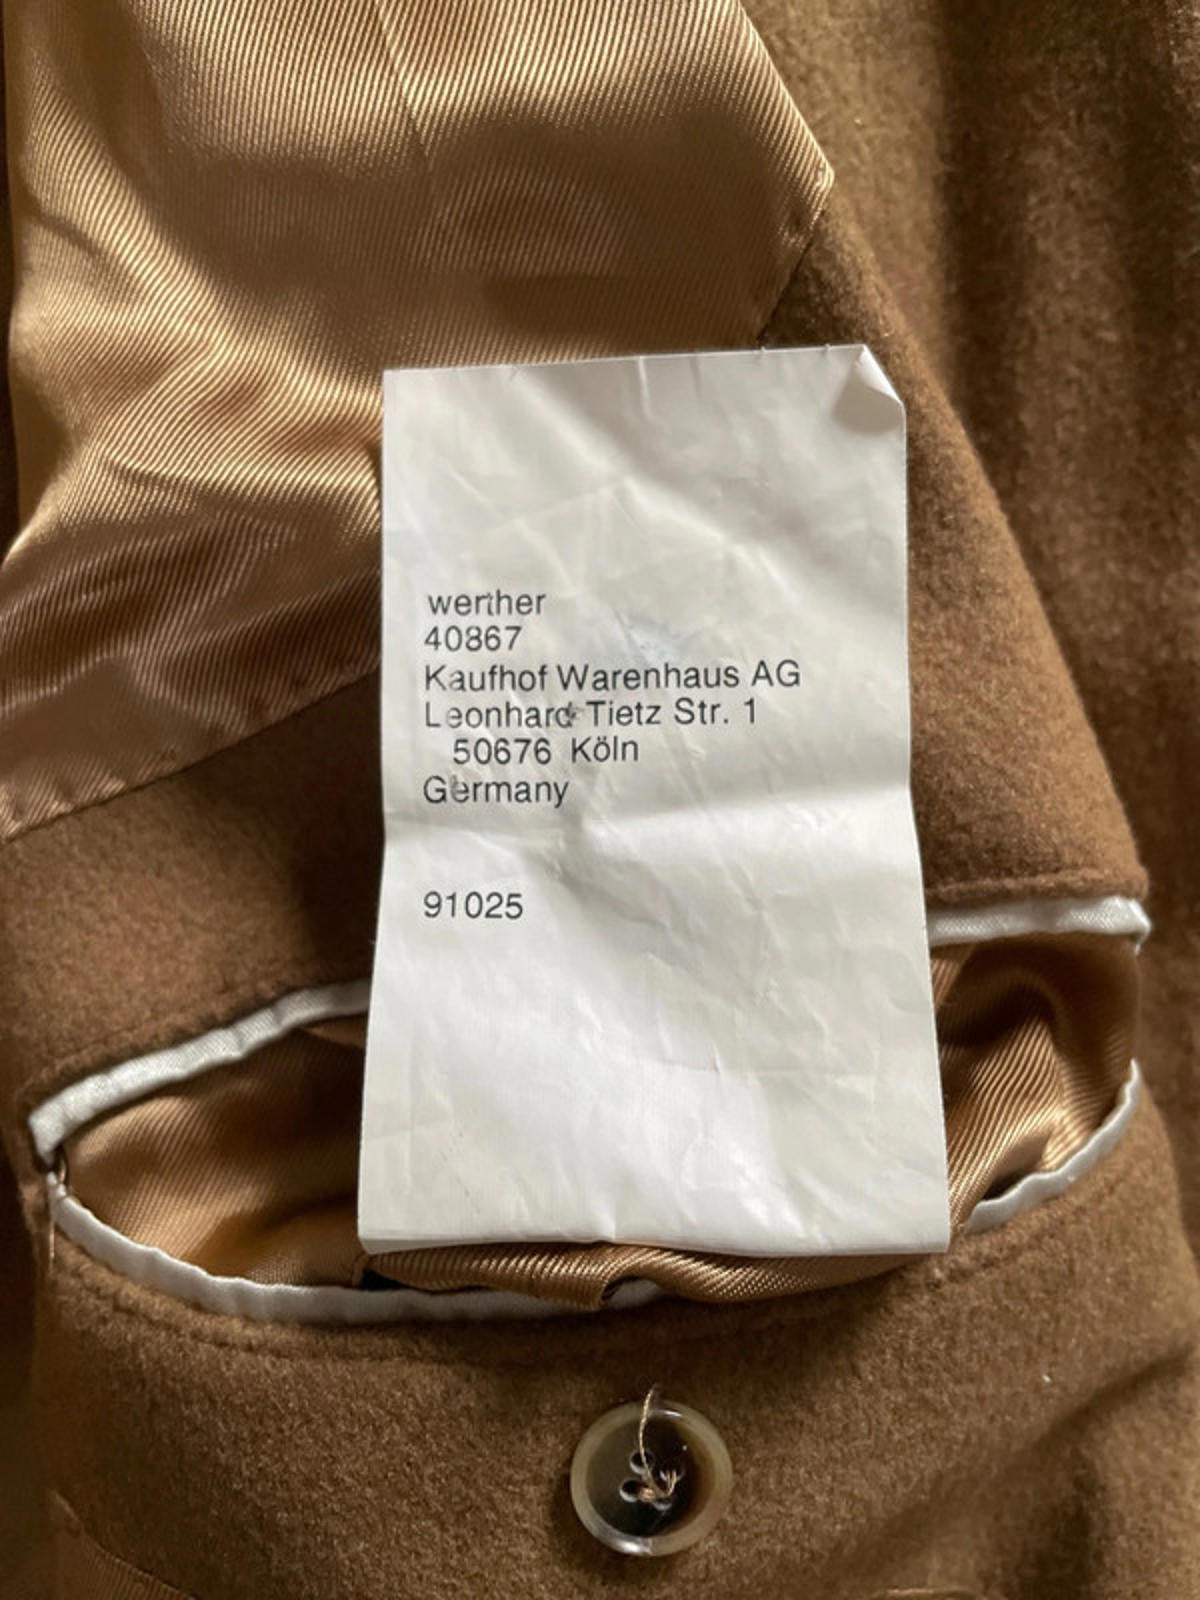 werther
40867
Kaufhof Warenhaus AG
Leonhard Tietz Str. 1
50676 Köln
Germany
91025